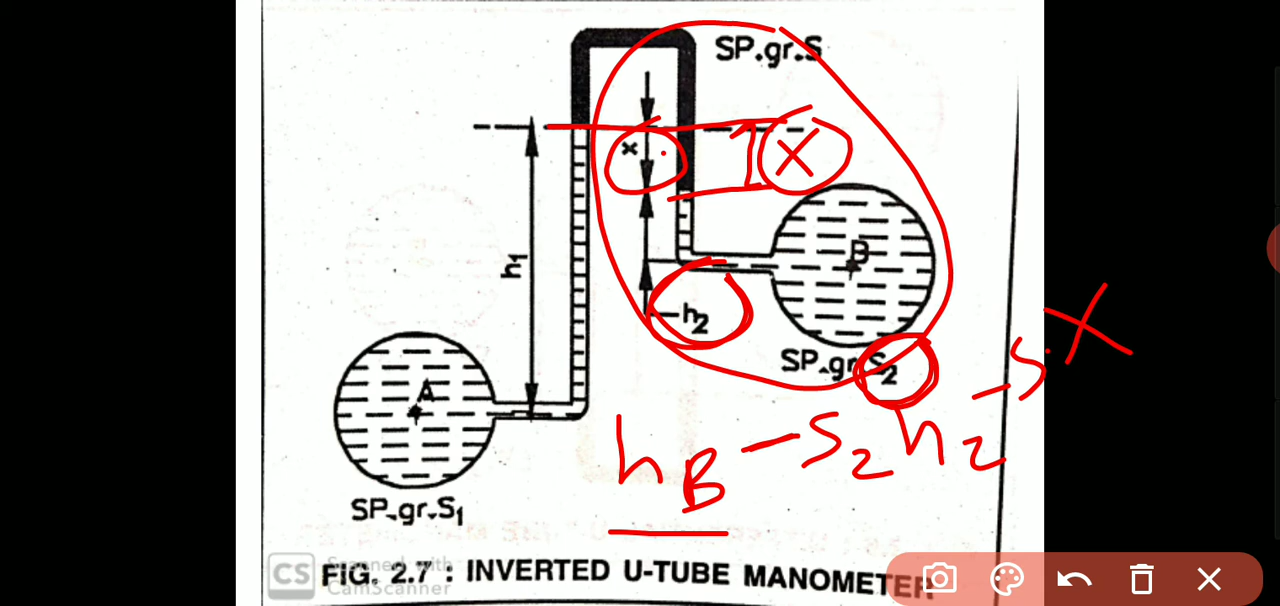 SP.gr.S
x
X
h₁
B
h₂
SP.gr.S₂
A
h_B - S₂h₂ - S.X
SP.gr.S₁
CS Scanned with CamScanner
FIG. 2.7 : INVERTED U-TUBE MANOMETER